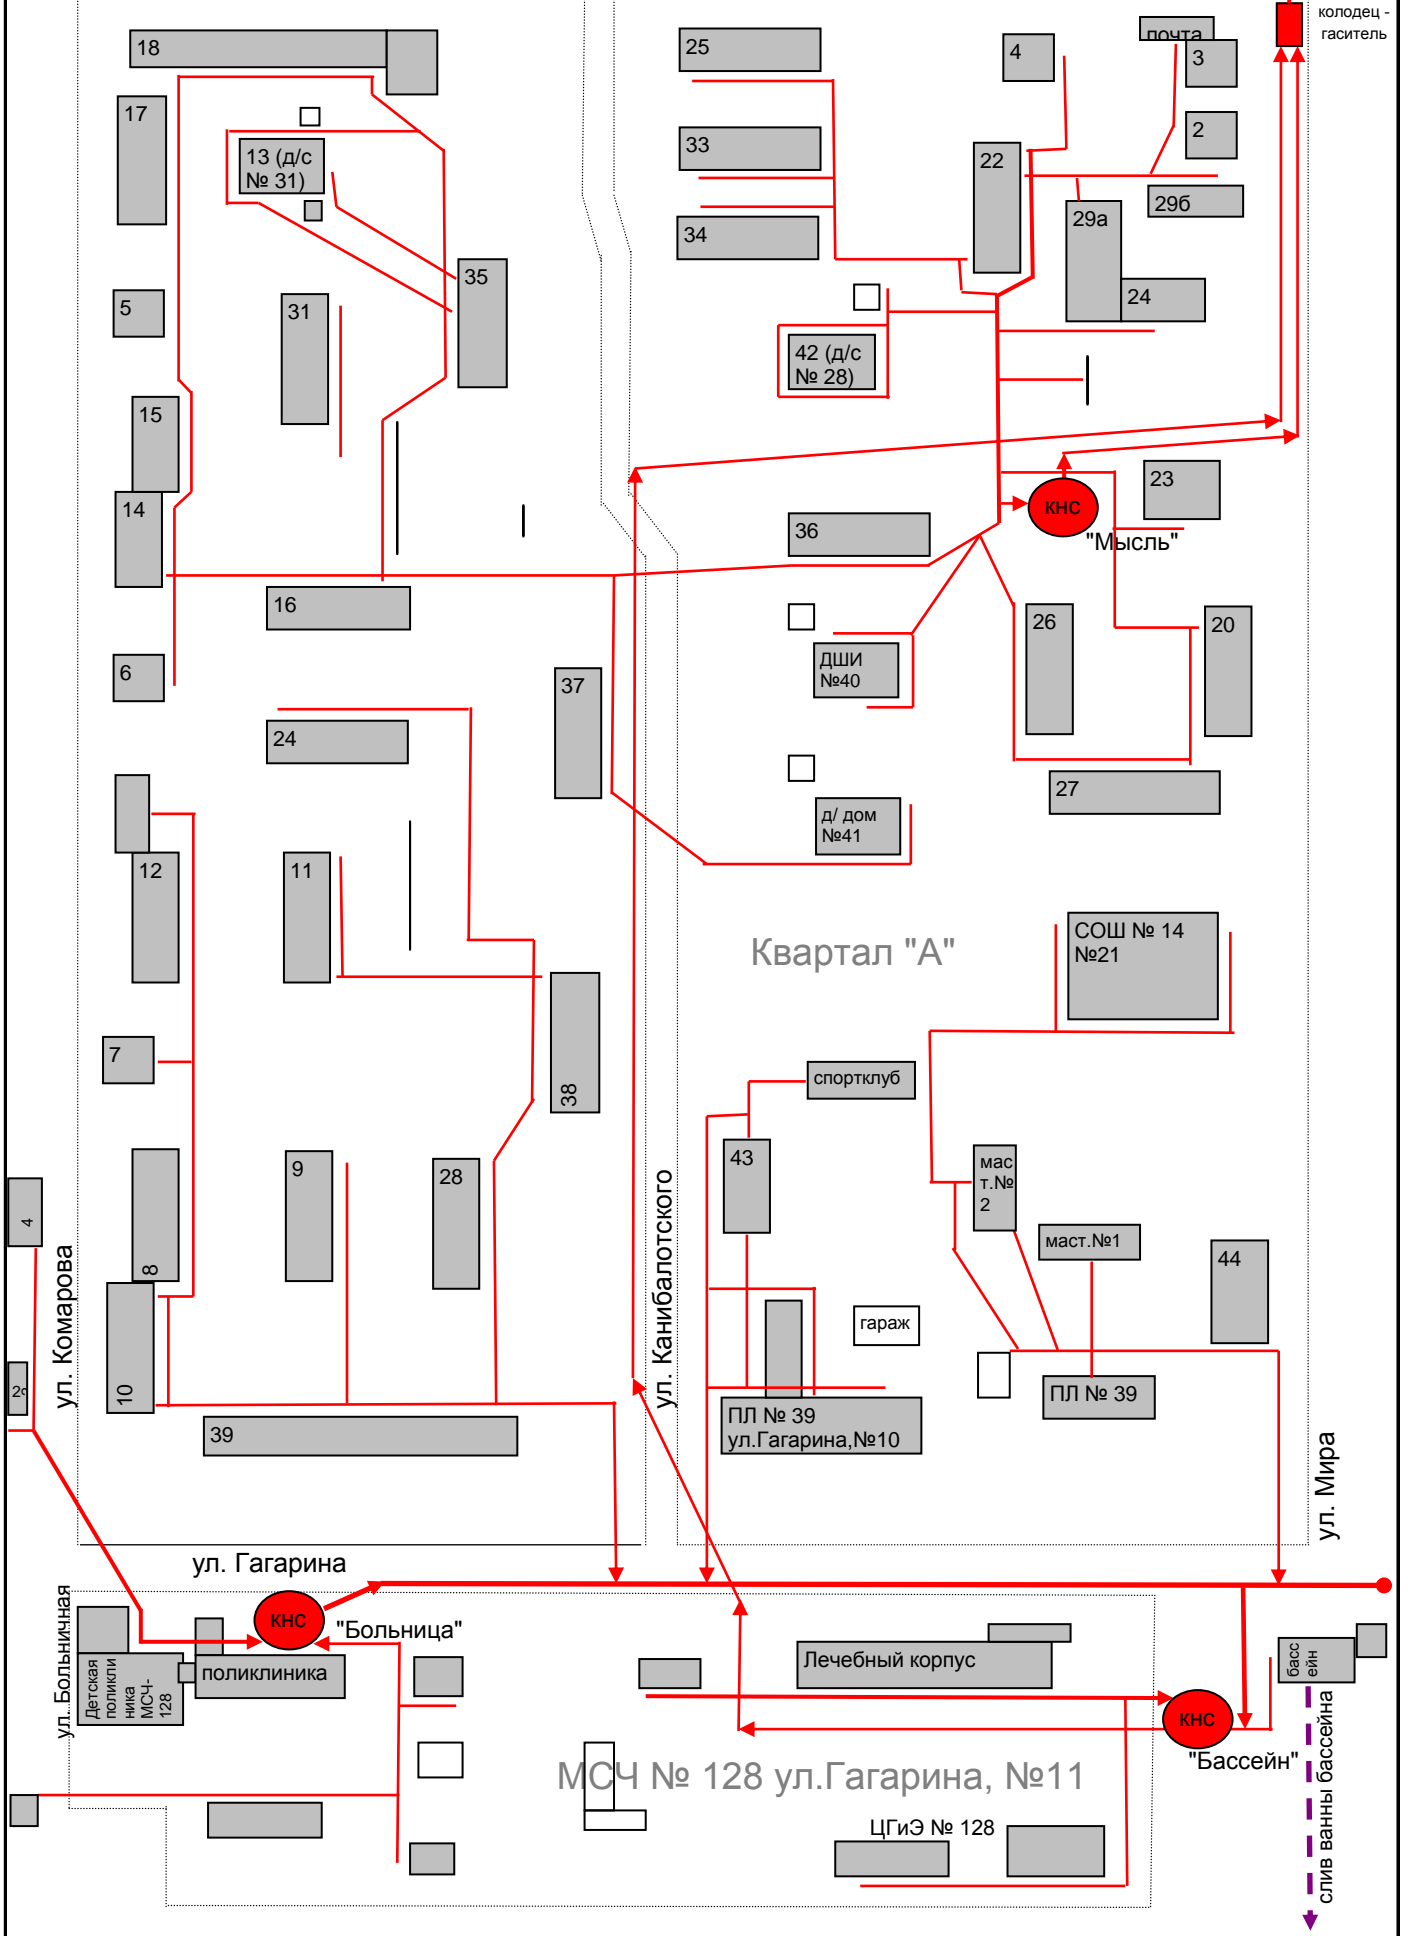 колодец -
гаситель
18
25
4
почта
3
17
33
2
13 (д/с
№ 31)
22
29а
29б
34
35
5
31
24
42 (д/с
№ 28)
15
14
23
кнс
"Мысль"
36
16
26
20
6
ДШИ
№40
37
24
27
д/ дом
№41
12
11
Квартал "А"
СОШ № 14
№21
7
38
спортклуб
43
мас
т.№
2
9
28
4
8
маст.№1
44
ул. Комарова
ул. Канибалотского
гараж
2а
10
ПЛ № 39
ПЛ № 39
ул.Гагарина,№10
39
ул. Мира
ул. Гагарина
кнс
"Больница"
ул. Больничная
Детская
поликли
ника
МСЧ-
128
поликлиника
Лечебный корпус
басс
ейн
кнс
"Бассейн"
МСЧ № 128 ул.Гагарина, №11
ЦГиЭ № 128
слив ванны бассейна